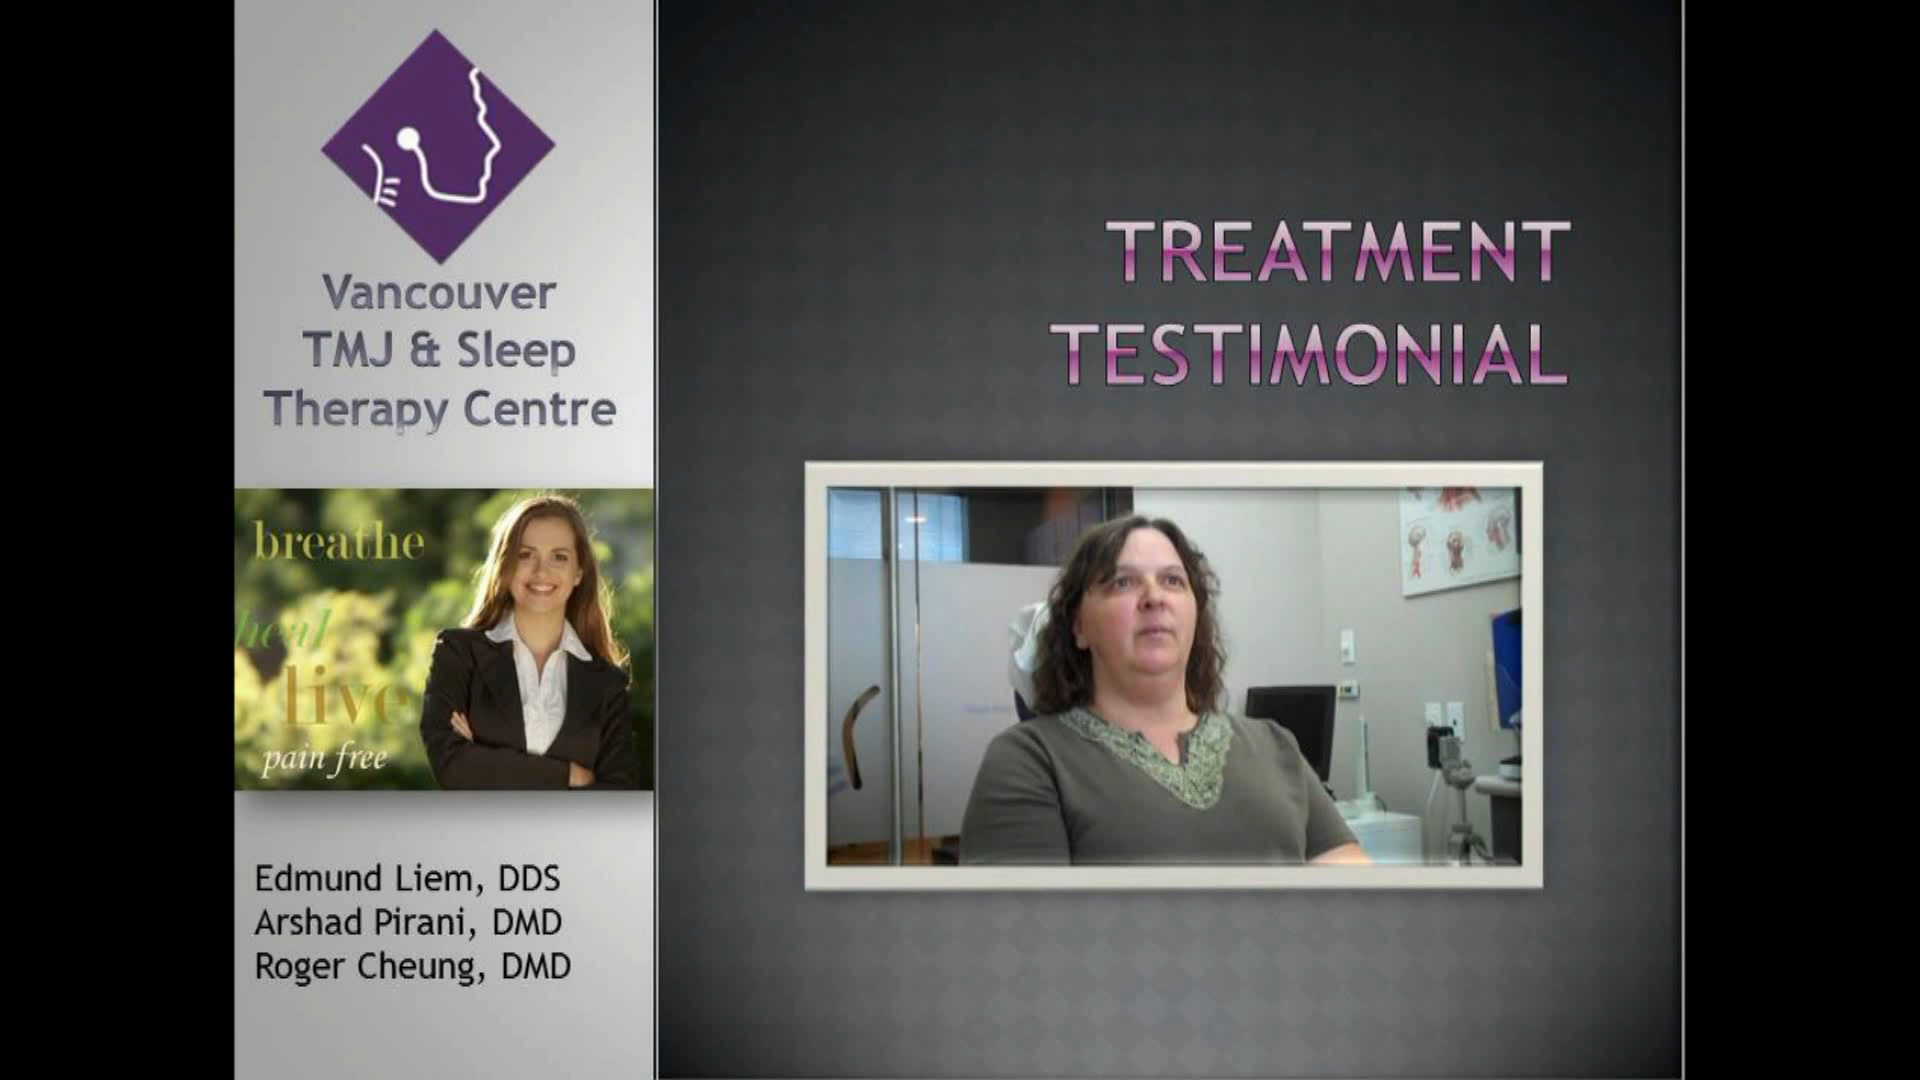 Vancouver
TMJ & Sleep
Therapy Centre
breathe
heal
live
pain free
Edmund Liem, DDS
Arshad Pirani, DMD
Roger Cheung, DMD
TREATMENT
TESTIMONIAL